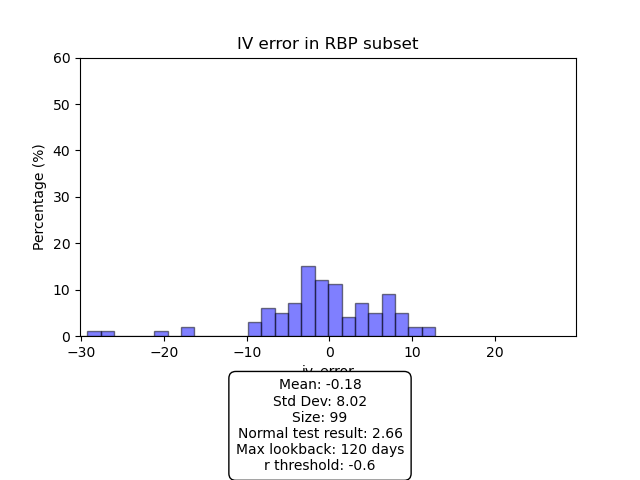 IV error in RBP subset
60
50
40
30
20
10
0
Percentage (%)
−30 −20 −10 0 10 20
iv_error
Mean: -0.18
Std Dev: 8.02
Size: 99
Normal test result: 2.66
Max lookback: 120 days
r threshold: -0.6